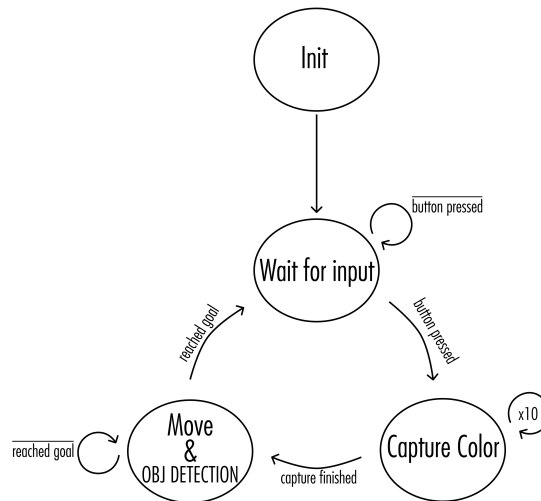 Init
button pressed
Wait for input
reached goal
button pressed
Move
&
OBJ DETECTION
reached goal
capture finished
Capture Color
x10